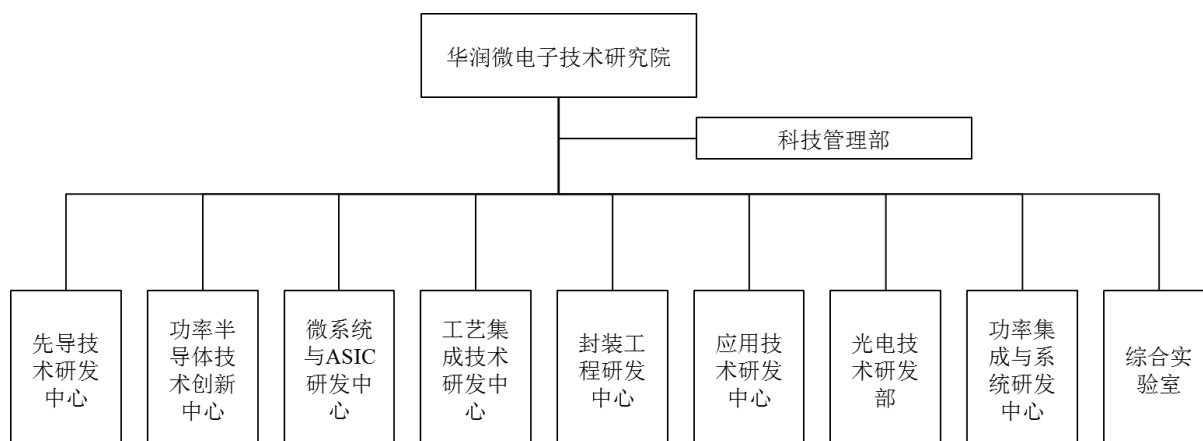 华润微电子技术研究院
科技管理部
先导技
术研发
中心
功率半
导体技
术创新
中心
微系统
与ASIC
研发中
心
工艺集
成技术
研发中
心
封装工
程研发
中心
应用技
术研发
中心
光电技
术研发
部
功率集
成与系
统研发
中心
综合实
验室